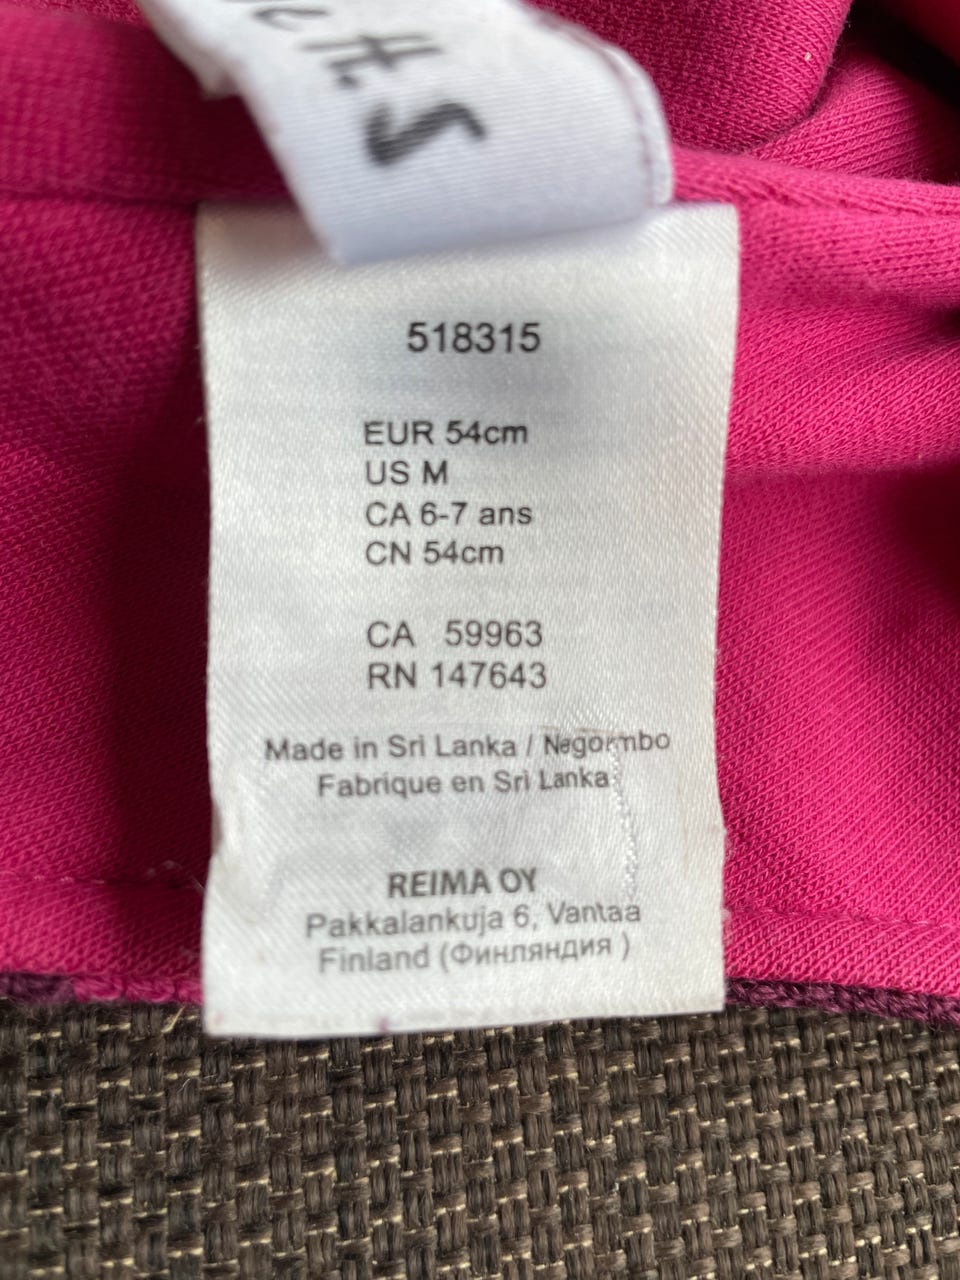 H.S
518315
EUR 54cm
US M
CA 6-7 ans
CN 54cm
CA 59963
RN 147643
Made in Sri Lanka / Negombo
Fabrique en Sri Lanka
REIMA OY
Pakkalankuja 6, Vantaa
Finland (Финляндия )